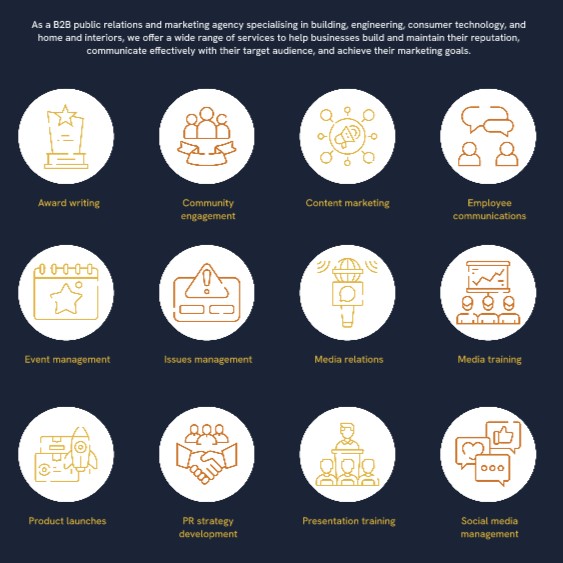 As a B2B public relations and marketing agency specialising in building, engineering, consumer technology, and
home and interiors, we offer a wide range of services to help businesses build and maintain their reputation,
communicate effectively with their target audience, and achieve their marketing goals.
Award writing
Community
engagement
Content marketing
Employee
communications
Event management
Issues management
Media relations
Media training
Product launches
PR strategy
development
Presentation training
Social media
management